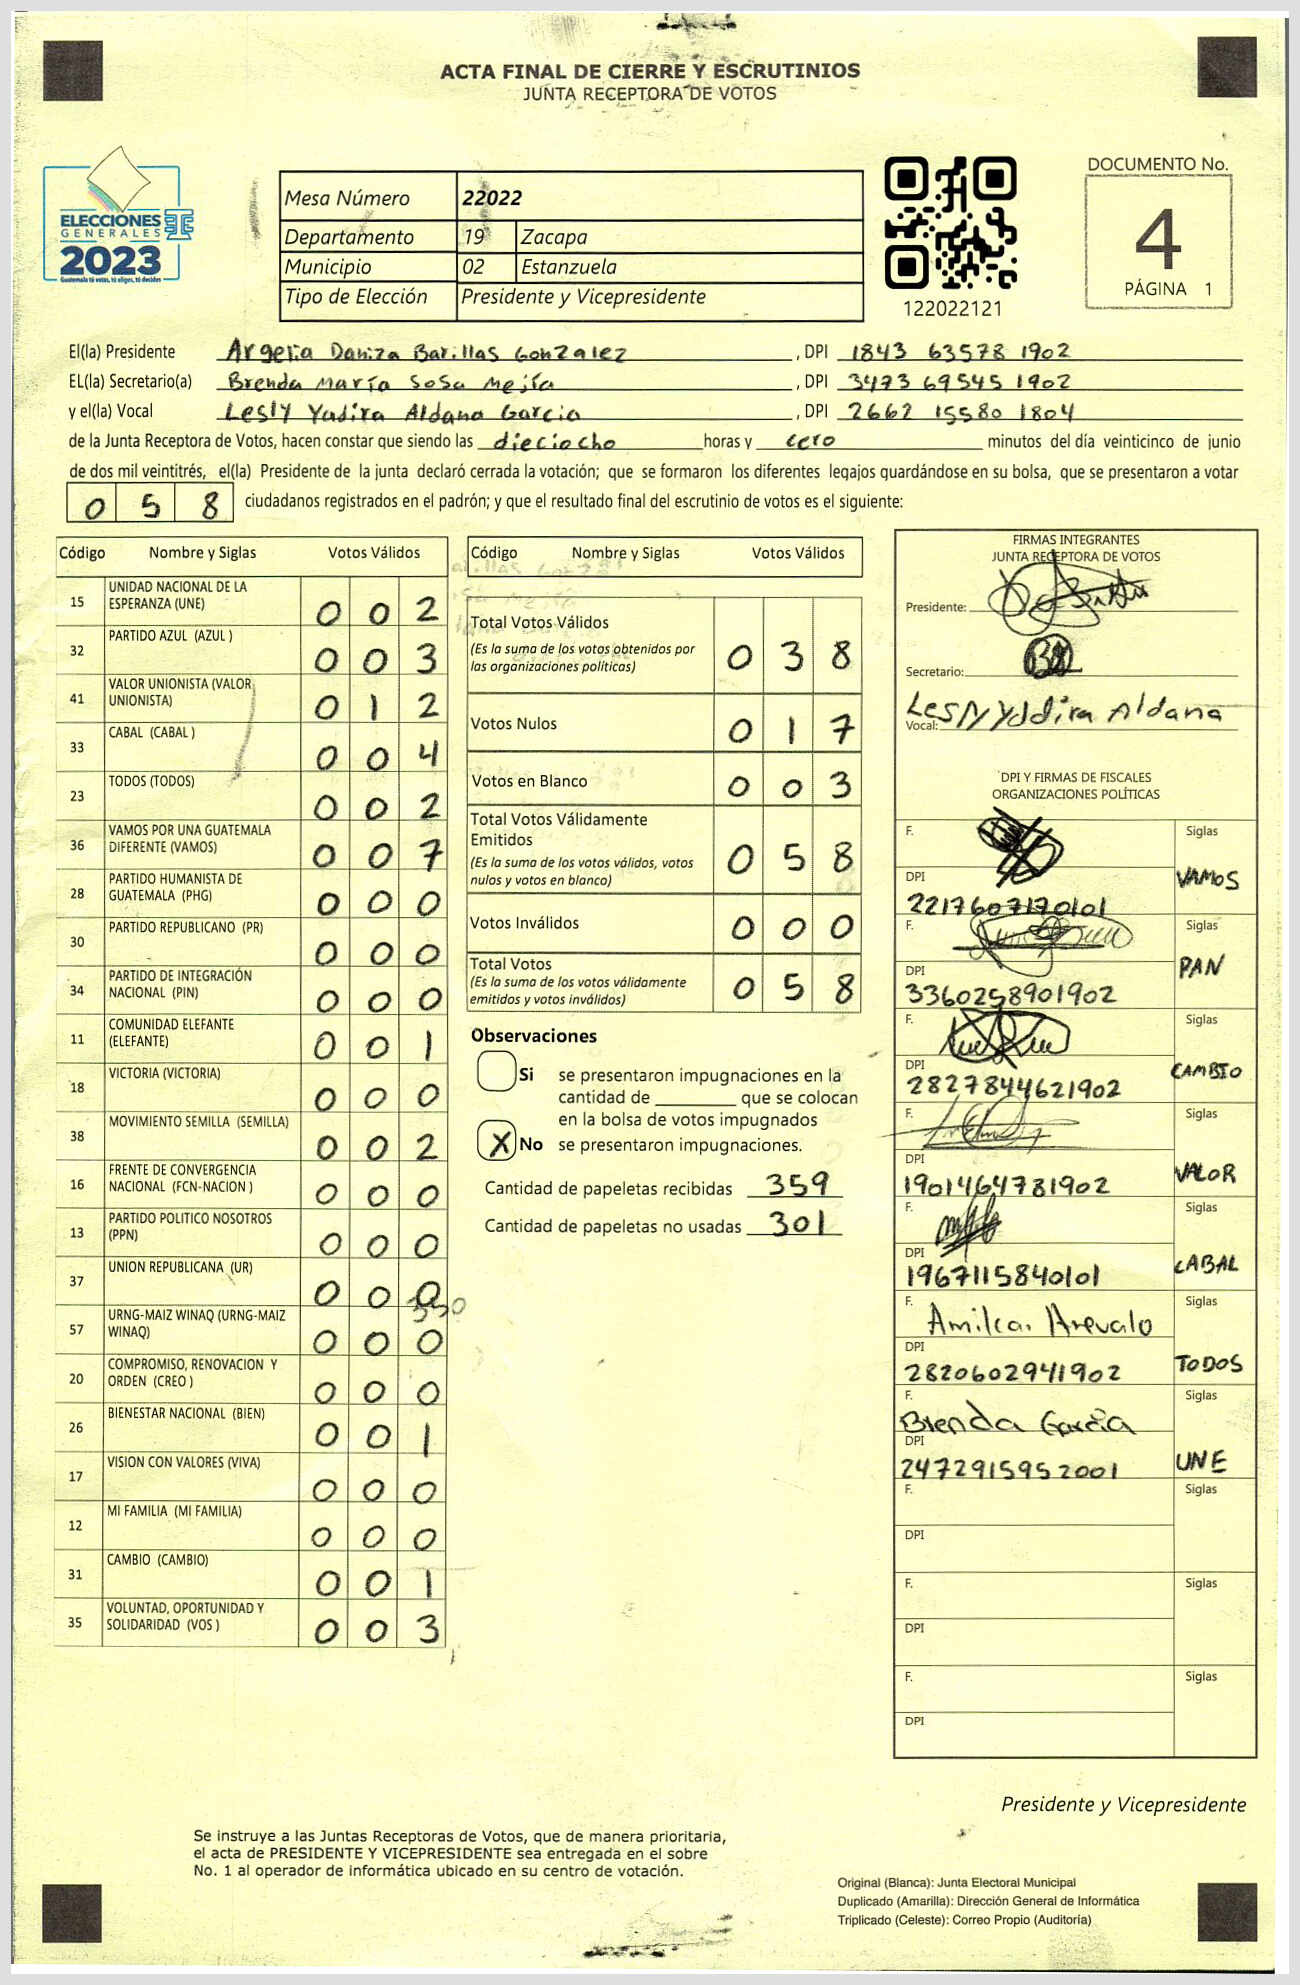 ACTA FINAL DE CIERRE Y ESCRUTINIOS
JUNTA RECEPTORA DE VOTOS
ELECCIONES
GENERALES
2023
Guatemala tú votas, tú eliges, tú decides
Mesa Número 22022
Departamento 19 Zacapa
Municipio 02 Estanzuela
Tipo de Elección Presidente y Vicepresidente
122022121
DOCUMENTO No.
4
PÁGINA 1
El(la) Presidente Argelia Daniza Barillas Gonzalez, DPI 1843 63578 1902
EL(la) Secretario(a) Brenda María Sosa Mejía, DPI 3473 69545 1902
y el(la) Vocal Lesly Yadira Aldana Garcia, DPI 2662 15580 1804
de la Junta Receptora de Votos, hacen constar que siendo las dieciocho horas y cero minutos del día veinticinco de junio
de dos mil veintitrés, el(la) Presidente de la junta declaró cerrada la votación; que se formaron los diferentes legajos guardándose en su bolsa, que se presentaron a votar
0 5 8 ciudadanos registrados en el padrón; y que el resultado final del escrutinio de votos es el siguiente:
Código Nombre y Siglas Votos Válidos
15 UNIDAD NACIONAL DE LA
ESPERANZA (UNE) 0 0 2
32 PARTIDO AZUL (AZUL ) 0 0 3
41 VALOR UNIONISTA (VALOR
UNIONISTA) 0 1 2
33 CABAL (CABAL ) 0 0 4
23 TODOS (TODOS) 0 0 2
36 VAMOS POR UNA GUATEMALA
DIFERENTE (VAMOS) 0 0 7
28 PARTIDO HUMANISTA DE
GUATEMALA (PHG) 0 0 0
30 PARTIDO REPUBLICANO (PR) 0 0 0
34 PARTIDO DE INTEGRACIÓN
NACIONAL (PIN) 0 0 0
11 COMUNIDAD ELEFANTE
(ELEFANTE) 0 0 1
18 VICTORIA (VICTORIA) 0 0 0
38 MOVIMIENTO SEMILLA (SEMILLA) 0 0 2
16 FRENTE DE CONVERGENCIA
NACIONAL (FCN-NACION ) 0 0 0
13 PARTIDO POLITICO NOSOTROS
(PPN) 0 0 0
37 UNION REPUBLICANA (UR) 0 0 0
57 URNG-MAIZ WINAQ (URNG-MAIZ
WINAQ) 0 0 0
20 COMPROMISO, RENOVACION Y
ORDEN (CREO ) 0 0 0
26 BIENESTAR NACIONAL (BIEN) 0 0 1
17 VISION CON VALORES (VIVA) 0 0 0
12 MI FAMILIA (MI FAMILIA) 0 0 0
31 CAMBIO (CAMBIO) 0 0 1
35 VOLUNTAD, OPORTUNIDAD Y
SOLIDARIDAD (VOS ) 0 0 3
Código Nombre y Siglas Votos Válidos
Total Votos Válidos
(Es la suma de los votos obtenidos por
las organizaciones políticas) 0 3 8
Votos Nulos 0 1 7
Votos en Blanco 0 0 3
Total Votos Válidamente
Emitidos
(Es la suma de los votos válidos, votos
nulos y votos en blanco) 0 5 8
Votos Inválidos 0 0 0
Total Votos
(Es la suma de los votos válidamente
emitidos y votos inválidos) 0 5 8
Observaciones
Si se presentaron impugnaciones en la
cantidad de ________ que se colocan
en la bolsa de votos impugnados
X No se presentaron impugnaciones.
Cantidad de papeletas recibidas 359
Cantidad de papeletas no usadas 301
FIRMAS INTEGRANTES
JUNTA RECEPTORA DE VOTOS
Presidente:
Secretario:
Lesly Yadira Aldana
Vocal:
DPI Y FIRMAS DE FISCALES
ORGANIZACIONES POLÍTICAS
F. Siglas
DPI VAMOS
2217607170101
F. Siglas
DPI PAN
3360258901902
F. Siglas
DPI CAMBIO
2827844621902
F. Siglas
DPI VALOR
1901464781902
F. Siglas
DPI CABAL
1967115840101
F. Siglas
Amilcar Arevalo
DPI TODOS
2820602941902
F. Siglas
Brenda Garcia
DPI UNE
2472915952001
F. Siglas
DPI
F. Siglas
DPI
F. Siglas
DPI
Presidente y Vicepresidente
Se instruye a las Juntas Receptoras de Votos, que de manera prioritaria,
el acta de PRESIDENTE Y VICEPRESIDENTE sea entregada en el sobre
No. 1 al operador de informática ubicado en su centro de votación.
Original (Blanca): Junta Electoral Municipal
Duplicado (Amarilla): Dirección General de Informática
Triplicado (Celeste): Correo Propio (Auditoría)